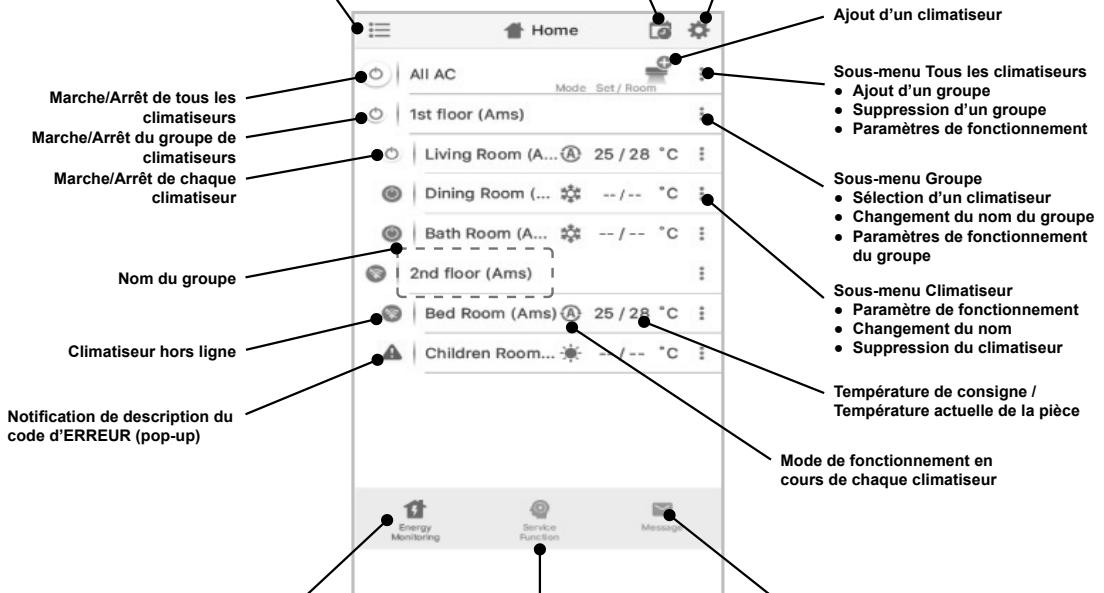 Home
Ajout d’un climatiseur
All AC
Mode Set / Room
Sous-menu Tous les climatiseurs
● Ajout d’un groupe
● Suppression d’un groupe
● Paramètres de fonctionnement
Marche/Arrêt de tous les
climatiseurs
Marche/Arrêt du groupe de
climatiseurs
Marche/Arrêt de chaque
climatiseur
1st floor (Ams)
Living Room (A... A 25 / 28 °C
Dining Room (... -- / -- °C
Bath Room (A... -- / -- °C
Sous-menu Groupe
● Sélection d’un climatiseur
● Changement du nom du groupe
● Paramètres de fonctionnement
du groupe
Nom du groupe
2nd floor (Ams)
Bed Room (Ams) A 25 / 28 °C
Sous-menu Climatiseur
● Paramètre de fonctionnement
● Changement du nom
● Suppression du climatiseur
Climatiseur hors ligne
Children Room... -- / -- °C
Température de consigne /
Température actuelle de la pièce
Notification de description du
code d’ERREUR (pop-up)
Mode de fonctionnement en
cours de chaque climatiseur
Energy
Monitoring
Service
Function
Message